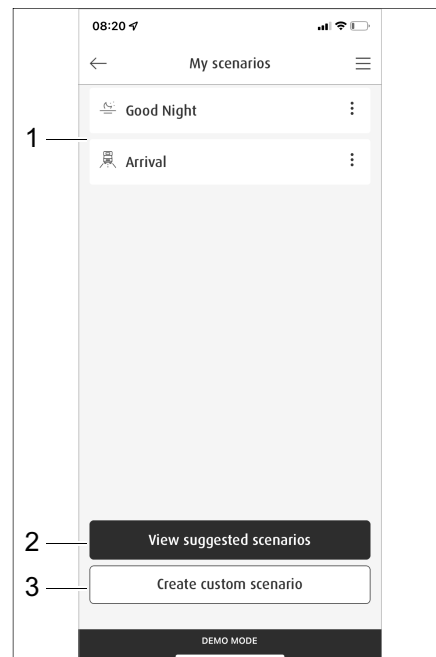 08:20
My scenarios
Good Night
1
Arrival
2
View suggested scenarios
3
Create custom scenario
DEMO MODE